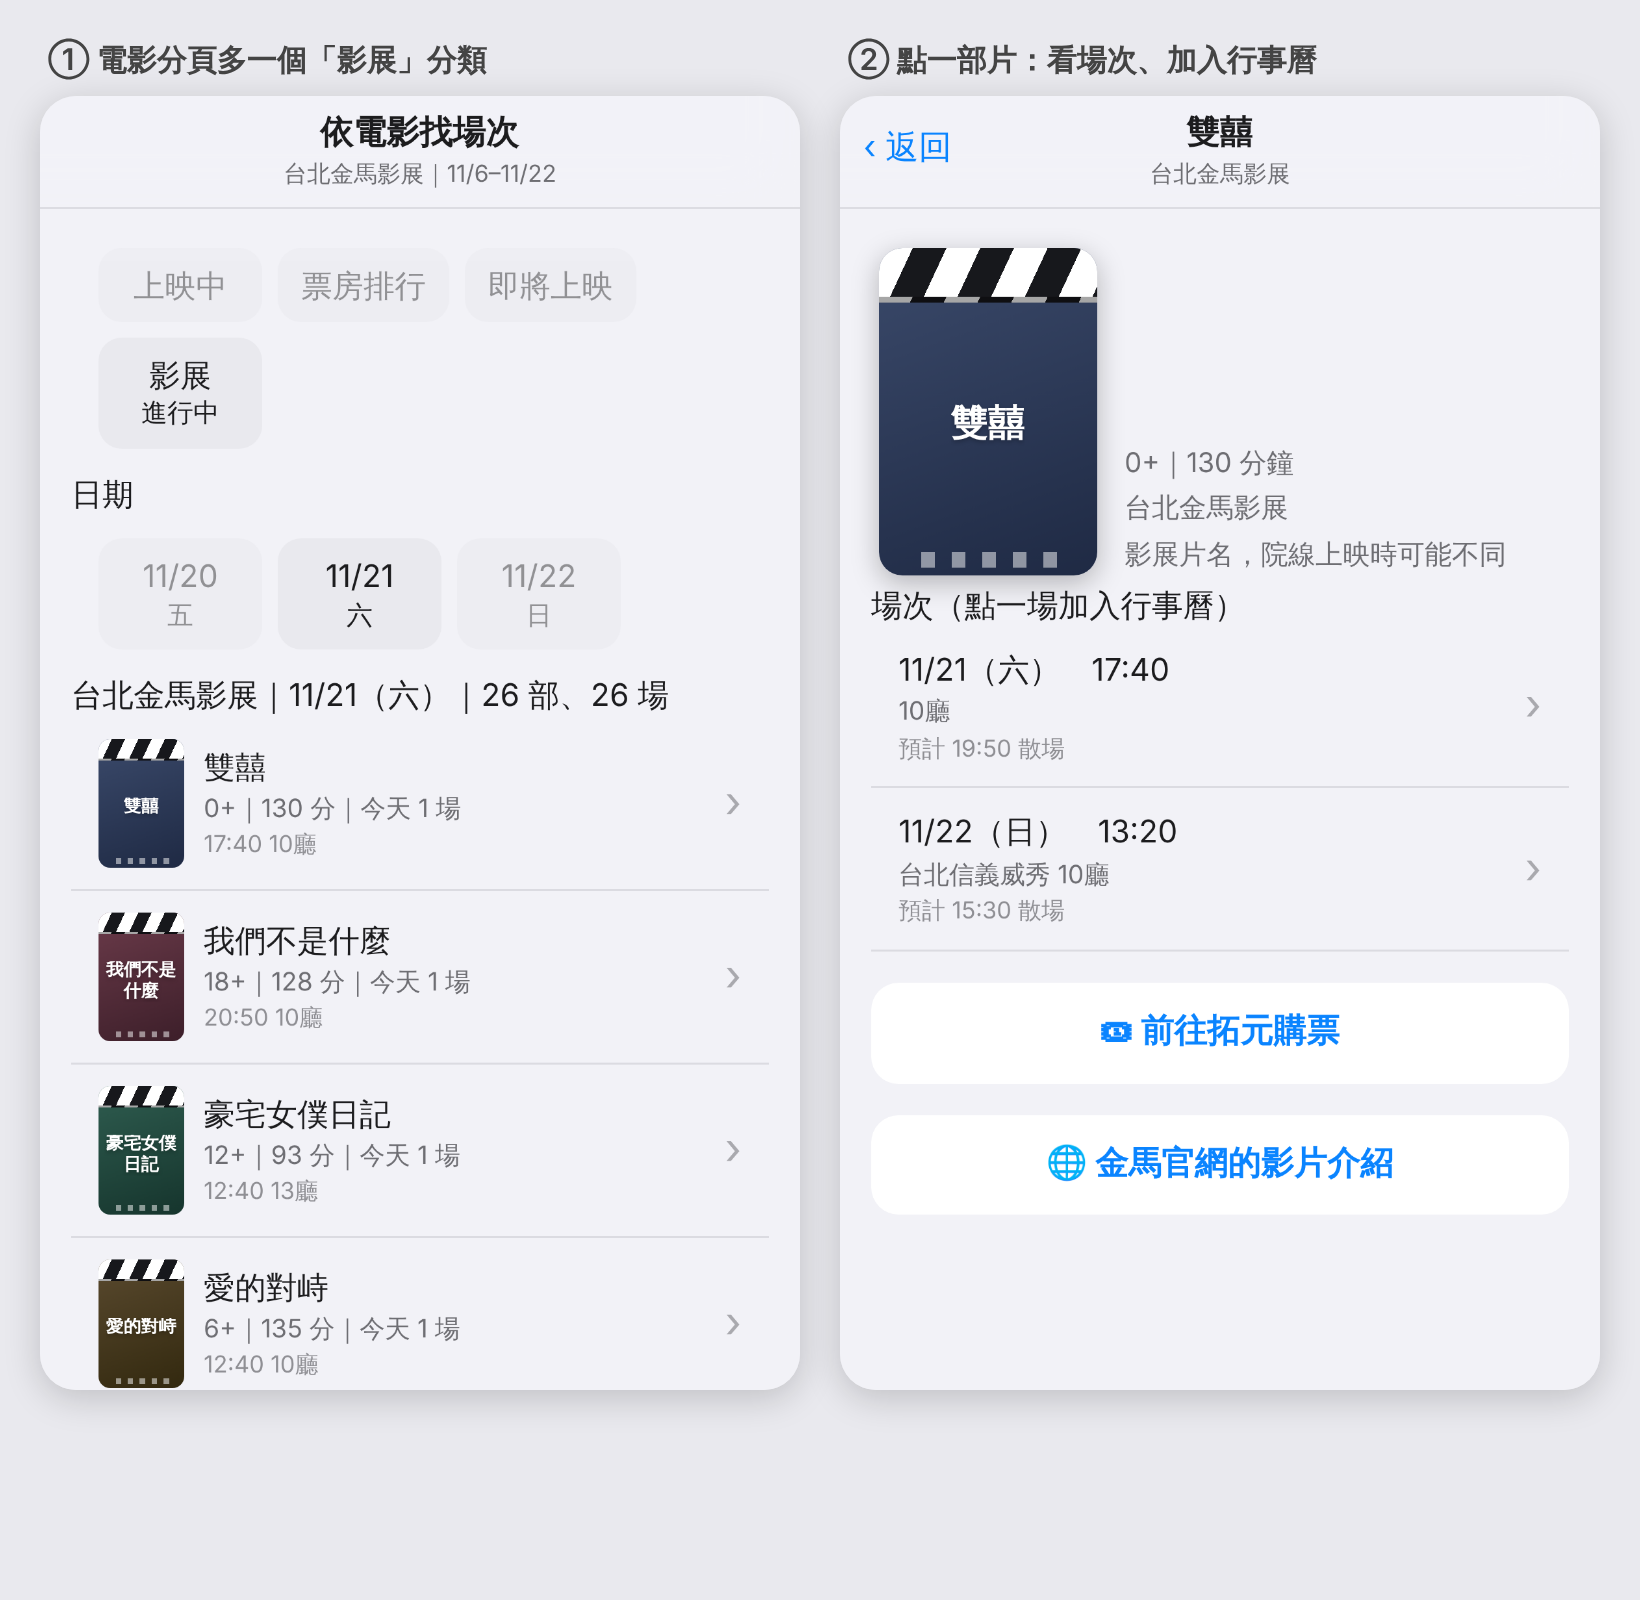 ① 電影分頁多一個「影展」分類
依電影找場次
台北金馬影展｜11/6–11/22
上映中
票房排行
即將上映
影展
進行中
日期
11/20
五
11/21
六
11/22
日
台北金馬影展｜11/21（六）｜26 部、26 場
雙囍
雙囍
0+｜130 分｜今天 1 場
17:40 10廳
›
我們不是
什麼
我們不是什麼
18+｜128 分｜今天 1 場
20:50 10廳
›
豪宅女僕
日記
豪宅女僕日記
12+｜93 分｜今天 1 場
12:40 13廳
›
愛的對峙
愛的對峙
6+｜135 分｜今天 1 場
12:40 10廳
›
② 點一部片：看場次、加入行事曆
‹ 返回
雙囍
台北金馬影展
雙囍
0+｜130 分鐘
台北金馬影展
影展片名，院線上映時可能不同
場次（點一場加入行事曆）
11/21（六） 17:40
10廳
預計 19:50 散場
›
11/22（日） 13:20
台北信義威秀 10廳
預計 15:30 散場
›
🎟 前往拓元購票
🌐 金馬官網的影片介紹